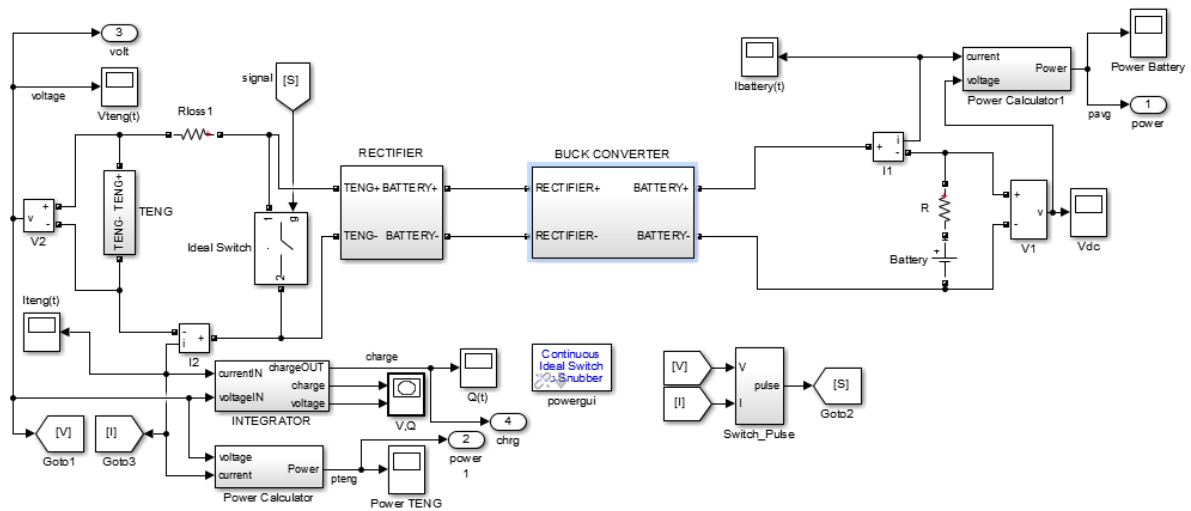 3
volt
voltage
Vteng(t)
signal
[S]
Rloss1
TENG- TENG+
TENG
+
v
-
V2
1
g
2
Ideal Switch
RECTIFIER
TENG+ BATTERY+
TENG- BATTERY-
BUCK CONVERTER
RECTIFIER+ BATTERY+
RECTIFIER- BATTERY-
Ibattery(t)
current
voltage
Power
Power Calculator1
Power Battery
pavg
1
power
+
i
-
I1
R
Battery
+
+
v
-
V1
Vdc
Iteng(t)
-
i
+
I2
currentIN
voltageIN
chargeOUT
charge
voltage
INTEGRATOR
charge
Q(t)
V,Q
4
chrg
[V]
Goto1
[I]
Goto3
voltage
current
Power
Power Calculator
pteng
2
power
1
Power TENG
Continuous
Ideal Switch
Snubber
powergui
[V]
[I]
V
I
pulse
Switch_Pulse
[S]
Goto2